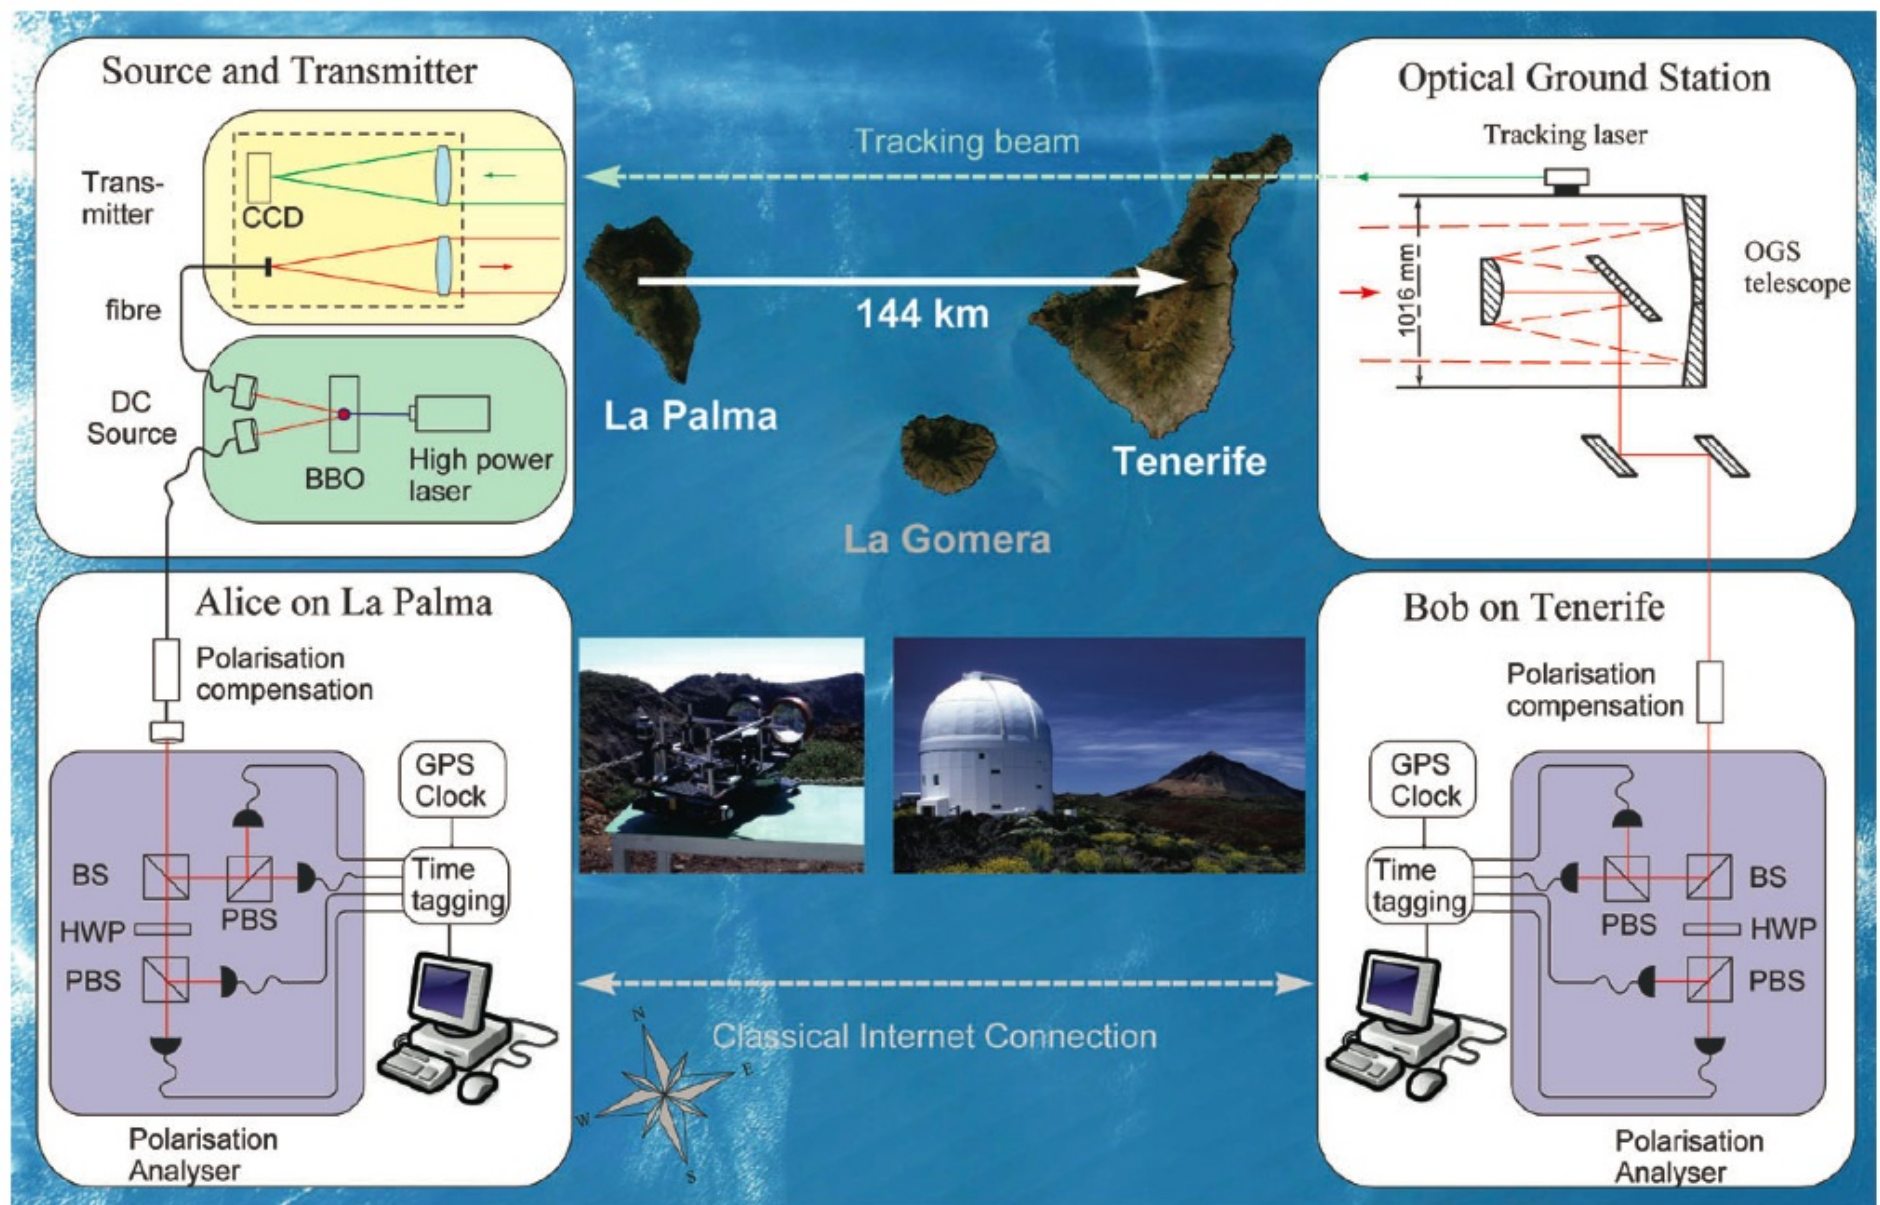 Source and Transmitter
Trans-
mitter
CCD
fibre
DC
Source
BBO
High power
laser
Tracking beam
144 km
La Palma
Tenerife
La Gomera
Optical Ground Station
Tracking laser
1016 mm
OGS
telescope
Alice on La Palma
Polarisation
compensation
GPS
Clock
Time
tagging
BS
PBS
HWP
PBS
Polarisation
Analyser
Classical Internet Connection
N
E
W
S
Bob on Tenerife
Polarisation
compensation
GPS
Clock
Time
tagging
BS
PBS
HWP
PBS
Polarisation
Analyser